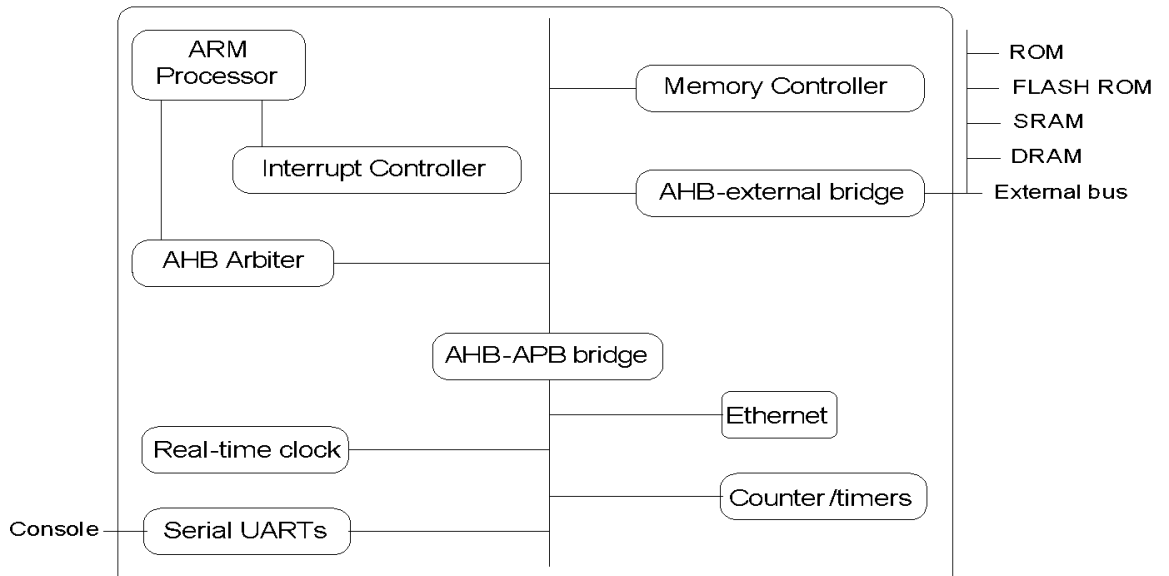 ARM
Processor
ROM
Memory Controller
FLASH ROM
SRAM
Interrupt Controller
DRAM
AHB-external bridge
External bus
AHB Arbiter
AHB-APB bridge
Ethernet
Real-time clock
Counter/timers
Console
Serial UARTs